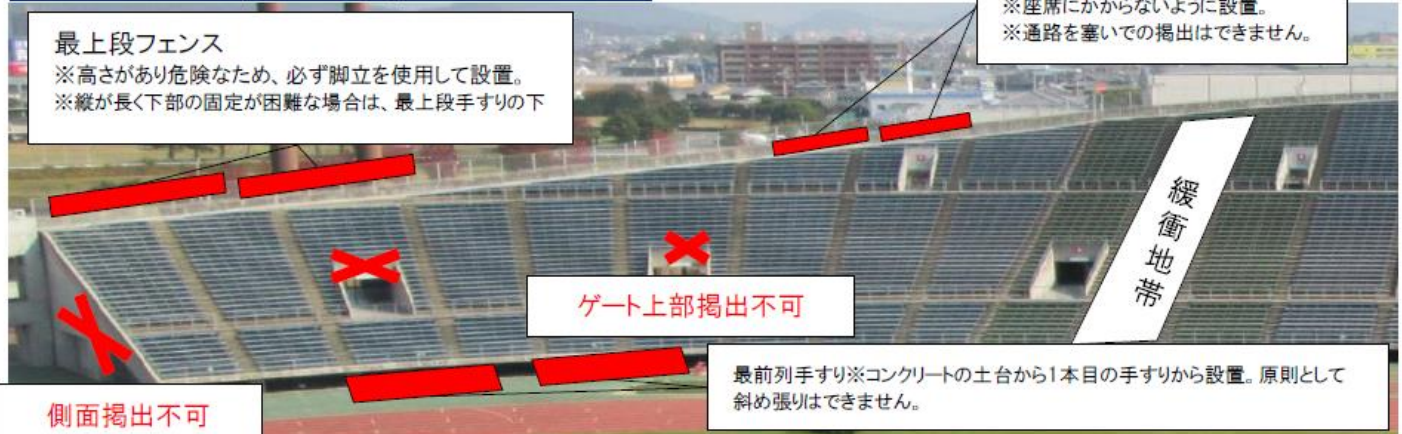 ※座席にかからないように設置。
※通路を塞いでの掲出はできません。
最上段フェンス
※高さがあり危険なため、必ず脚立を使用して設置。
※縦が長く下部の固定が困難な場合は、最上段手すりの下
緩衝地帯
ゲート上部掲出不可
最前列手すり※コンクリートの土台から1本目の手すりから設置。原則として
斜め張りはできません。
側面掲出不可